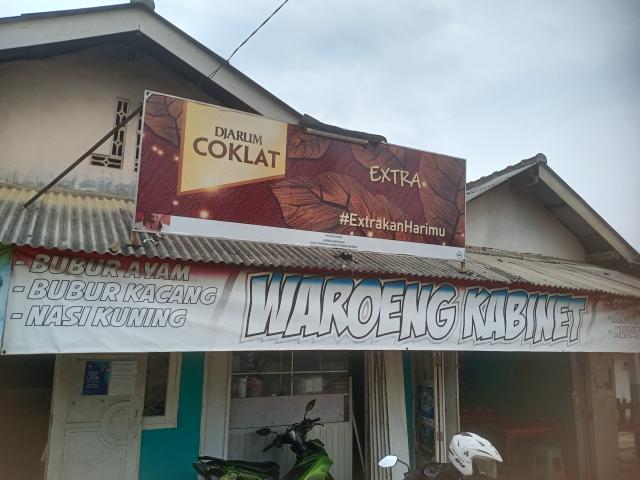 DJARUM
COKLAT
EXTRA
#ExtrakanHarimu
- BUBUR AYAM
- BUBUR KACANG
- NASI KUNING
WAROENG KABINET